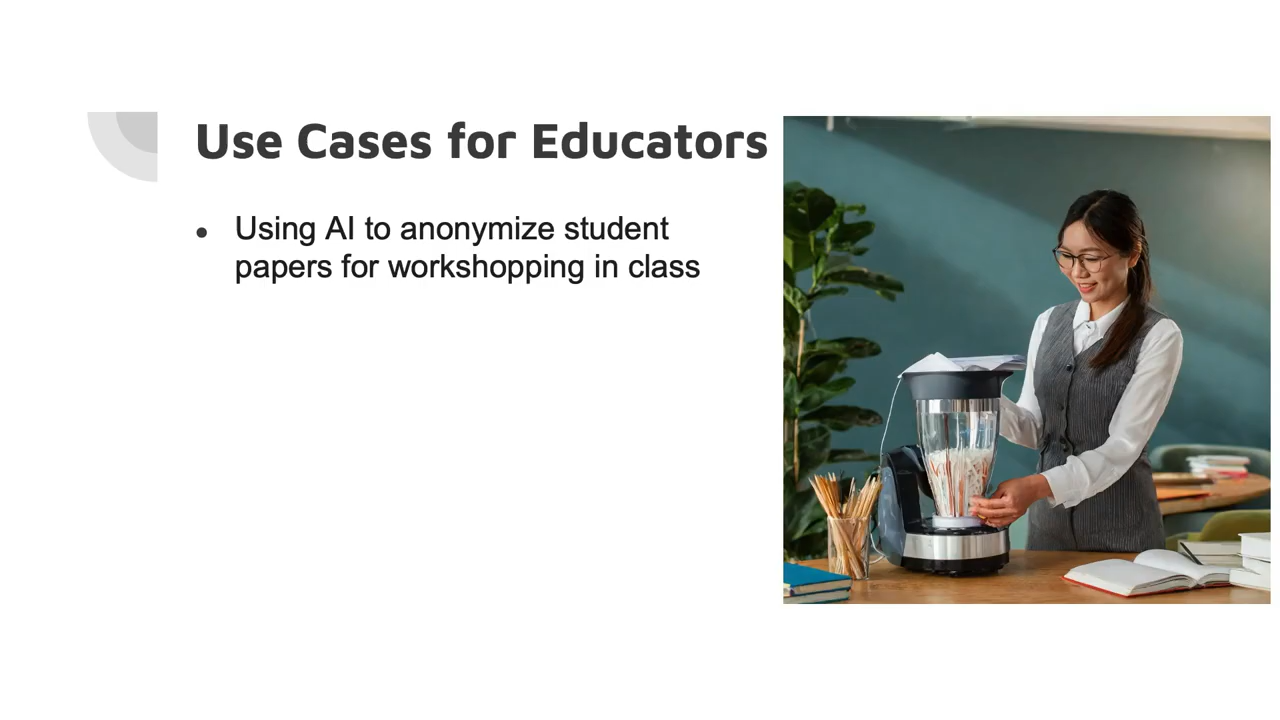 Use Cases for Educators
● Using AI to anonymize student
papers for workshopping in class